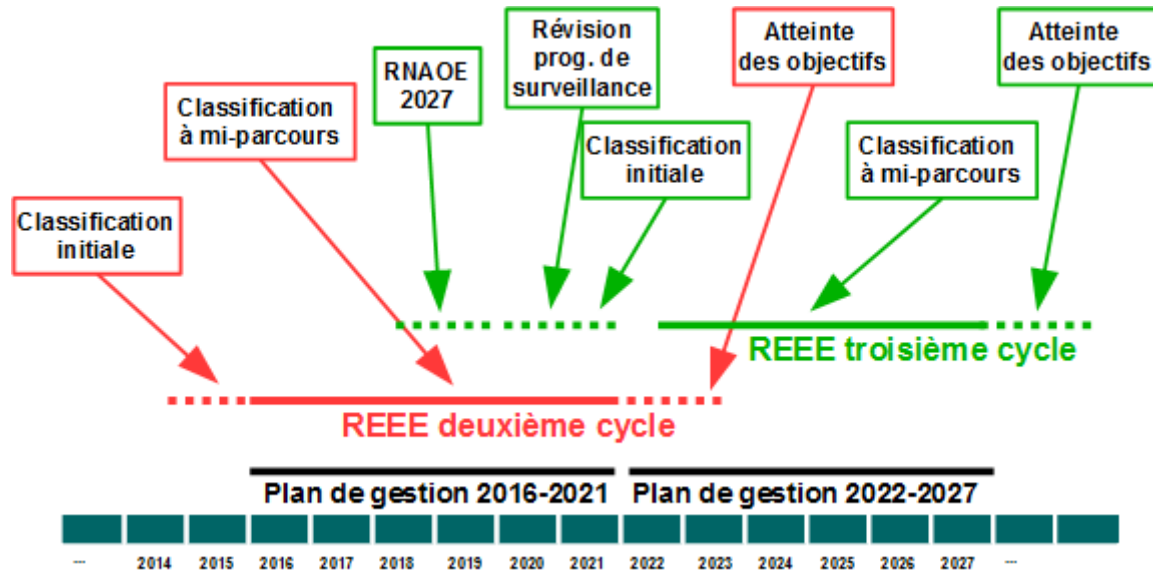 Révision
prog. de
surveillance
Atteinte
des objectifs
Atteinte
des objectifs
RNAOE
2027
Classification
à mi-parcours
Classification
initiale
Classification
à mi-parcours
Classification
initiale
REEE troisième cycle
REEE deuxième cycle
Plan de gestion 2016-2021
Plan de gestion 2022-2027
--- 2014 2015 2016 2017 2018 2019 2020 2021 2022 2023 2024 2025 2026 2027 ---